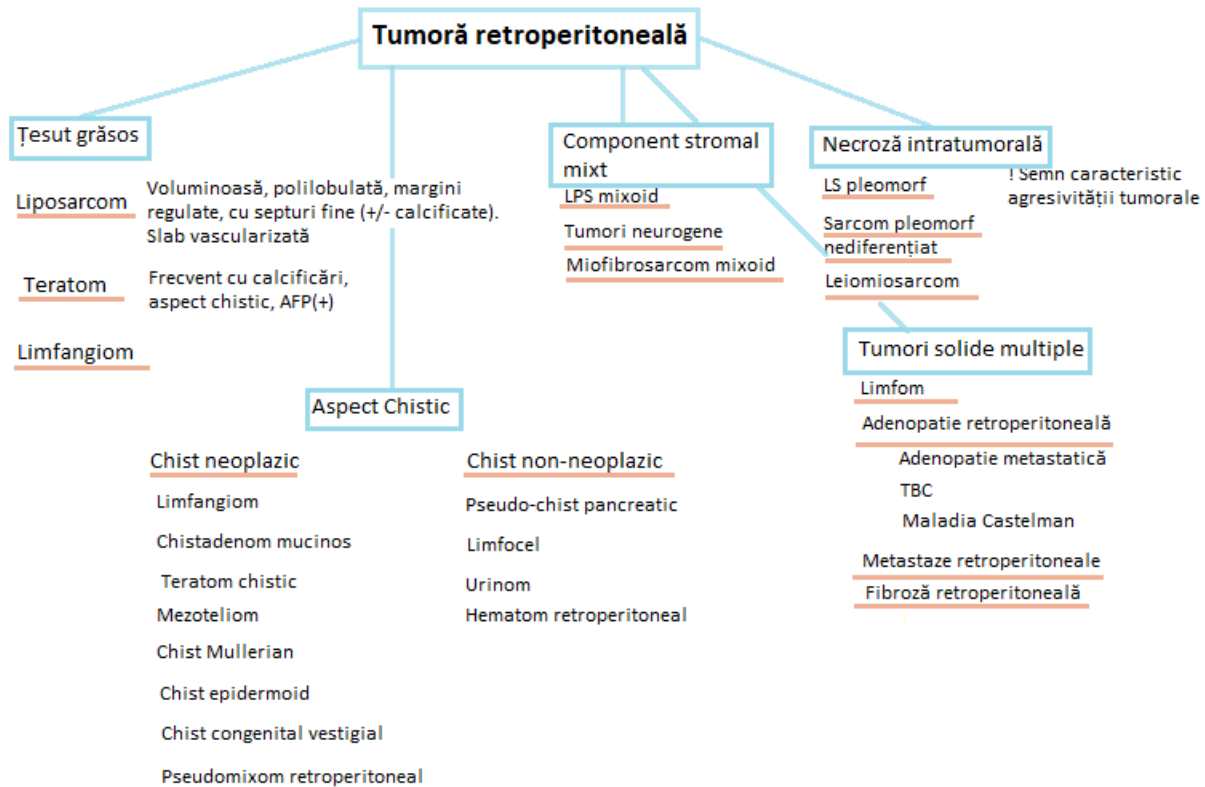 Tumoră retroperitoneală
Țesut grăsos
Liposarcom
Voluminoasă, polilobulată, margini
regulate, cu septuri fine (+/- calcificate).
Slab vascularizată
Teratom
Frecvent cu calcificări,
aspect chistic, AFP(+)
Limfangiom
Aspect Chistic
Chist neoplazic
Limfangiom
Chistadenom mucinos
Teratom chistic
Mezoteliom
Chist Mullerian
Chist epidermoid
Chist congenital vestigial
Pseudomixom retroperitoneal
Chist non-neoplazic
Pseudo-chist pancreatic
Limfocel
Urinom
Hematom retroperitoneal
Component stromal
mixt
LPS mixoid
Tumori neurogene
Miofibrosarcom mixoid
Necroză intratumorală
LS pleomorf
! Semn caracteristic
agresivității tumorale
Sarcom pleomorf
nediferențiat
Leiomiosarcom
Tumori solide multiple
Limfom
Adenopatie retroperitoneală
Adenopatie metastatică
TBC
Maladia Castelman
Metastaze retroperitoneale
Fibroză retroperitoneală